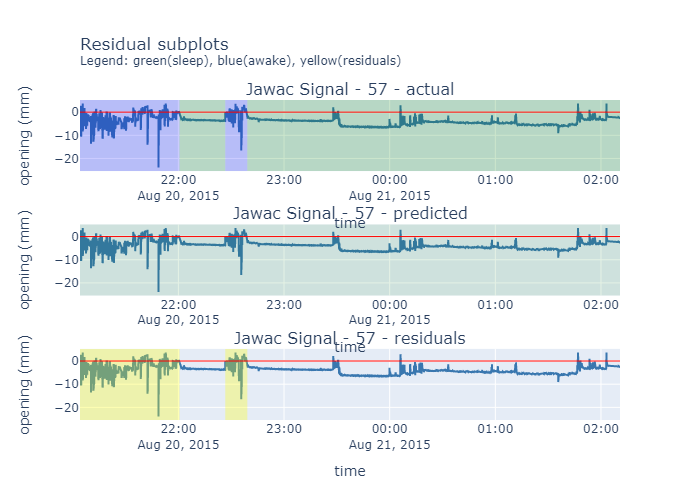 Residual subplots
Legend: green(sleep), blue(awake), yellow(residuals)
Jawac Signal - 57 - actual
opening (mm)
0
−10
−20
22:00 23:00 00:00 01:00 02:00
Aug 20, 2015 Aug 21, 2015
time
Jawac Signal - 57 - predicted
opening (mm)
0
−10
−20
22:00 23:00 00:00 01:00 02:00
Aug 20, 2015 Aug 21, 2015
time
Jawac Signal - 57 - residuals
opening (mm)
0
−10
−20
22:00 23:00 00:00 01:00 02:00
Aug 20, 2015 Aug 21, 2015
time